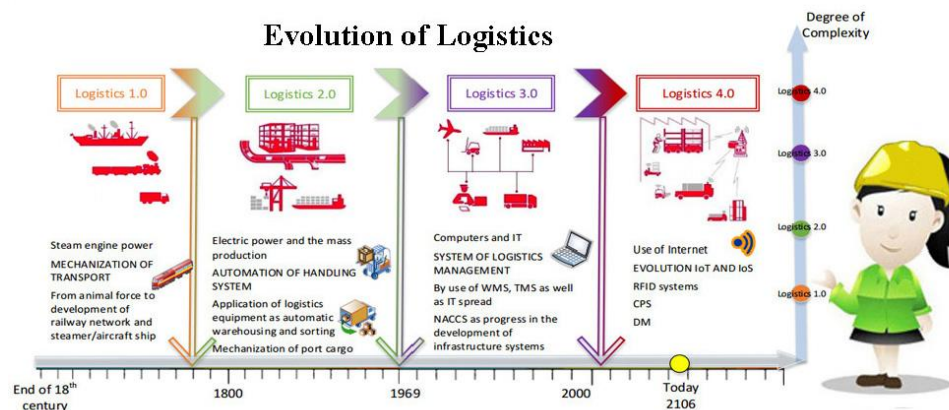 Evolution of Logistics
Degree of
Complexity
Logistics 1.0
Logistics 2.0
Logistics 3.0
Logistics 4.0
Steam engine power
MECHANIZATION OF
TRANSPORT
From animal force to
development of
railway network and
steamer/aircraft ship
Electric power and the mass
production
AUTOMATION OF HANDLING
SYSTEM
Application of logistics
equipment as automatic
warehousing and sorting
Mechanization of port cargo
Computers and IT
SYSTEM OF LOGISTICS
MANAGEMENT
By use of WMS, TMS as well
as IT spread
NACCS as progress in the
development of
infrastructure systems
Use of Internet
EVOLUTION IoT AND IoS
RFID systems
CPS
DM
Logistics 4.0
Logistics 3.0
Logistics 2.0
Logistics 1.0
End of 18th
century
1800
1969
2000
Today
2106